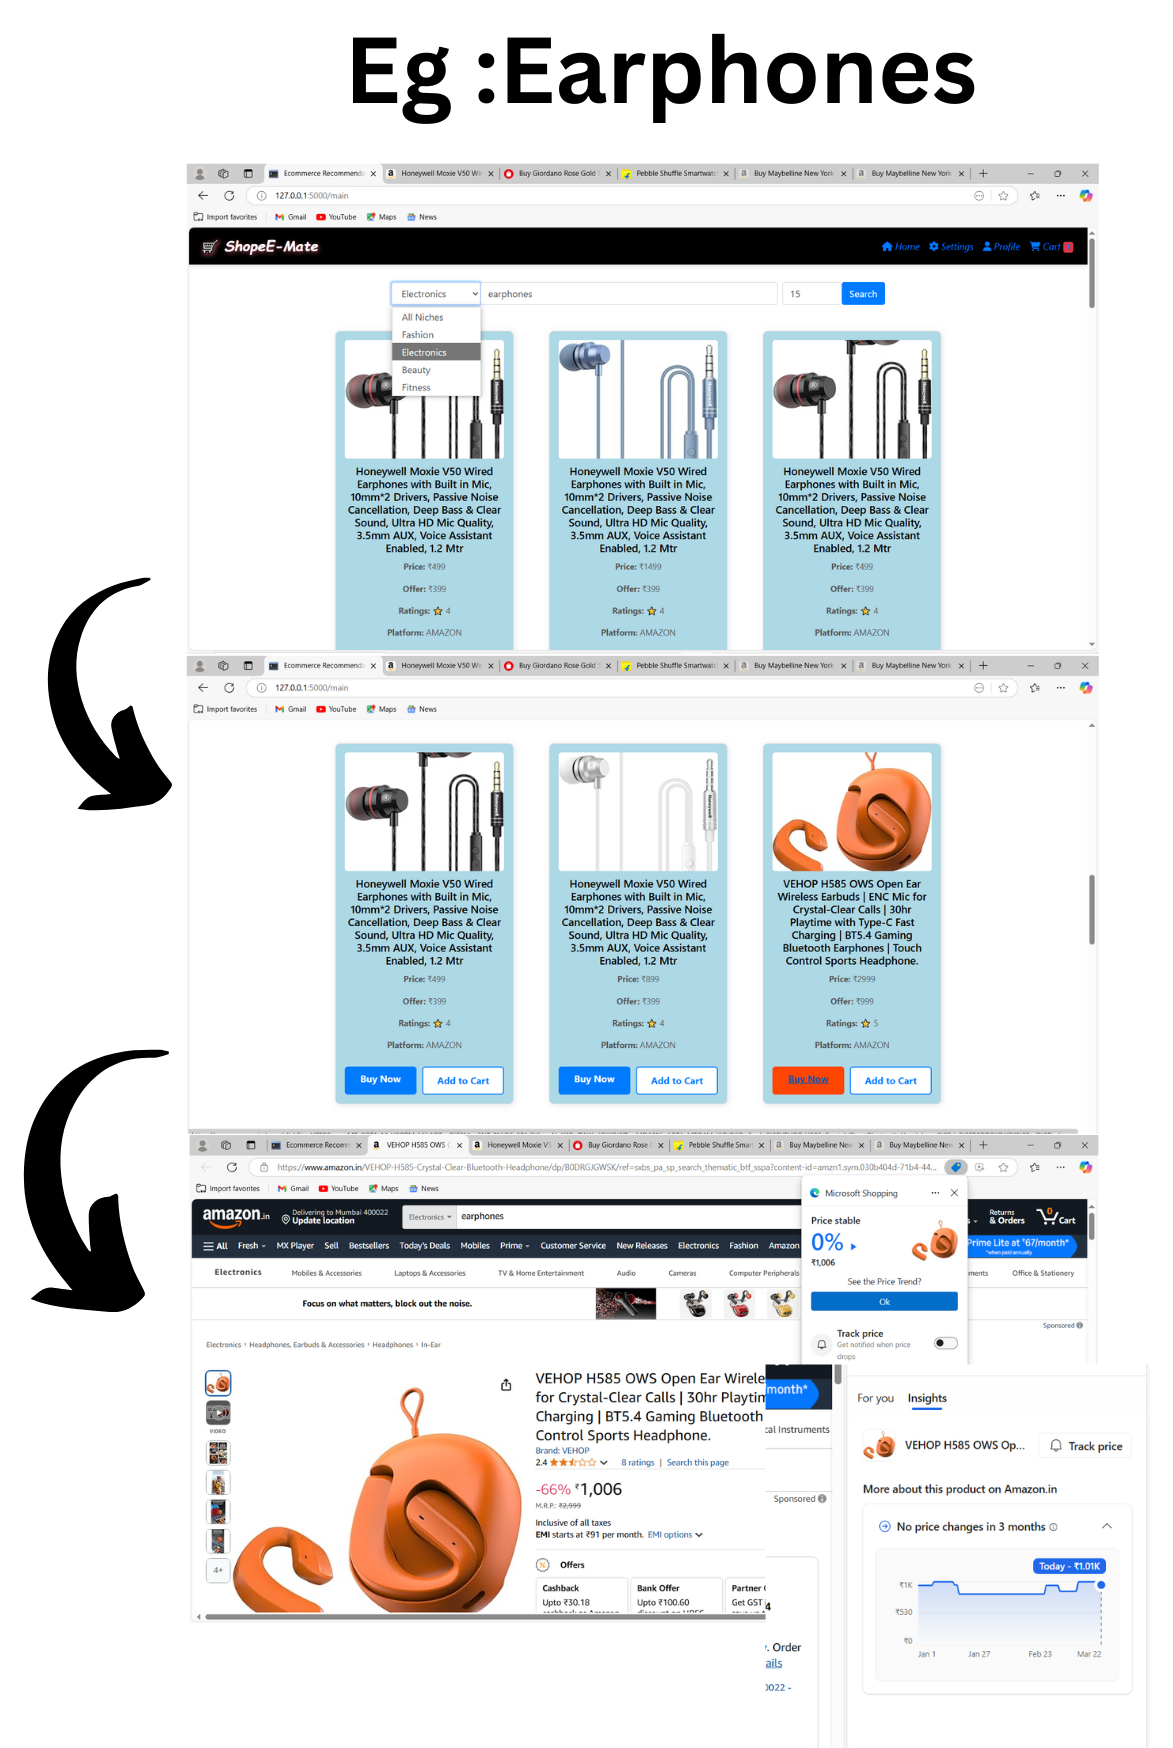 Eg :Earphones
Ecommerce Recommend
Honeywell Moxie V50 Wi
Buy Giordano Rose Gold
Pebble Shuffle Smartwatc
Buy Maybelline New York
Buy Maybelline New York
127.0.0.1:5000/main
Import favorites
Gmail
YouTube
Maps
News
ShopeE-Mate
Home
Settings
Profile
Cart
Electronics
earphones
15
Search
All Niches
Fashion
Electronics
Beauty
Fitness
Honeywell Moxie V50 Wired
Earphones with Built in Mic,
10mm*2 Drivers, Passive Noise
Cancellation, Deep Bass & Clear
Sound, Ultra HD Mic Quality,
3.5mm AUX, Voice Assistant
Enabled, 1.2 Mtr
Price: ₹499
Offer: ₹399
Ratings: ⭐ 4
Platform: AMAZON
Honeywell Moxie V50 Wired
Earphones with Built in Mic,
10mm*2 Drivers, Passive Noise
Cancellation, Deep Bass & Clear
Sound, Ultra HD Mic Quality,
3.5mm AUX, Voice Assistant
Enabled, 1.2 Mtr
Price: ₹1499
Offer: ₹399
Ratings: ⭐ 4
Platform: AMAZON
Honeywell Moxie V50 Wired
Earphones with Built in Mic,
10mm*2 Drivers, Passive Noise
Cancellation, Deep Bass & Clear
Sound, Ultra HD Mic Quality,
3.5mm AUX, Voice Assistant
Enabled, 1.2 Mtr
Price: ₹499
Offer: ₹399
Ratings: ⭐ 4
Platform: AMAZON
Ecommerce Recommend
Honeywell Moxie V50 Wi
Buy Giordano Rose Gold
Pebble Shuffle Smartwatc
Buy Maybelline New York
Buy Maybelline New York
127.0.0.1:5000/main
Import favorites
Gmail
YouTube
Maps
News
Honeywell Moxie V50 Wired
Earphones with Built in Mic,
10mm*2 Drivers, Passive Noise
Cancellation, Deep Bass & Clear
Sound, Ultra HD Mic Quality,
3.5mm AUX, Voice Assistant
Enabled, 1.2 Mtr
Price: ₹499
Offer: ₹399
Ratings: ⭐ 4
Platform: AMAZON
Buy Now
Add to Cart
Honeywell Moxie V50 Wired
Earphones with Built in Mic,
10mm*2 Drivers, Passive Noise
Cancellation, Deep Bass & Clear
Sound, Ultra HD Mic Quality,
3.5mm AUX, Voice Assistant
Enabled, 1.2 Mtr
Price: ₹899
Offer: ₹399
Ratings: ⭐ 4
Platform: AMAZON
Buy Now
Add to Cart
VEHOP H585 OWS Open Ear
Wireless Earbuds | ENC Mic for
Crystal-Clear Calls | 30hr
Playtime with Type-C Fast
Charging | BT5.4 Gaming
Bluetooth Earphones | Touch
Control Sports Headphone.
Price: ₹2999
Offer: ₹999
Ratings: ⭐ 5
Platform: AMAZON
Buy Now
Add to Cart
Ecommerce Recomm
VEHOP H585 OWS
Honeywell Moxie V5
Buy Giordano Rose
Pebble Shuffle Smar
Buy Maybelline Nev
Buy Maybelline Nev
https://www.amazon.in/VEHOP-H585-Crystal-Clear-Bluetooth-Headphone/dp/B0DRGJGWSK/ref=sxbs_pa_sp_search_thematic_btf_sspa?content-id=amzn1.sym.030b404d-71b4-44...
Import favorites
Gmail
YouTube
Maps
News
amazon.in
Delivering to Mumbai 400022
Update location
Electronics
earphones
Returns
& Orders
0
Cart
All
Fresh
MX Player
Sell
Bestsellers
Today's Deals
Mobiles
Prime
Customer Service
New Releases
Electronics
Fashion
Amazon
Prime Lite at ₹67/month*
*when paid annually
Electronics
Mobiles & Accessories
Laptops & Accessories
TV & Home Entertainment
Audio
Cameras
Computer Peripherals
ments
Office & Stationery
Microsoft Shopping
Price stable
0%
₹1,006
See the Price Trend?
Ok
Track price
Get notified when price
drops
Focus on what matters, block out the noise.
Sponsored
Electronics › Headphones, Earbuds & Accessories › Headphones › In-Ear
VIDEO
4+
VEHOP H585 OWS Open Ear Wirele
for Crystal-Clear Calls | 30hr Playtim
Charging | BT5.4 Gaming Bluetooth
Control Sports Headphone.
Brand: VEHOP
2.4
8 ratings | Search this page
-66% ₹1,006
M.R.P.: ₹2,999
Inclusive of all taxes
EMI starts at ₹91 per month. EMI options
Offers
Cashback
Upto ₹30.18
Bank Offer
Upto ₹100.60
Partner
Get GST
month*
cal Instruments
Sponsored
. Order
ails
0022 -
For you
Insights
VEHOP H585 OWS Op...
Track price
More about this product on Amazon.in
No price changes in 3 months
Today - ₹1.01K
₹1K
₹530
₹0
Jan 1
Jan 27
Feb 23
Mar 22